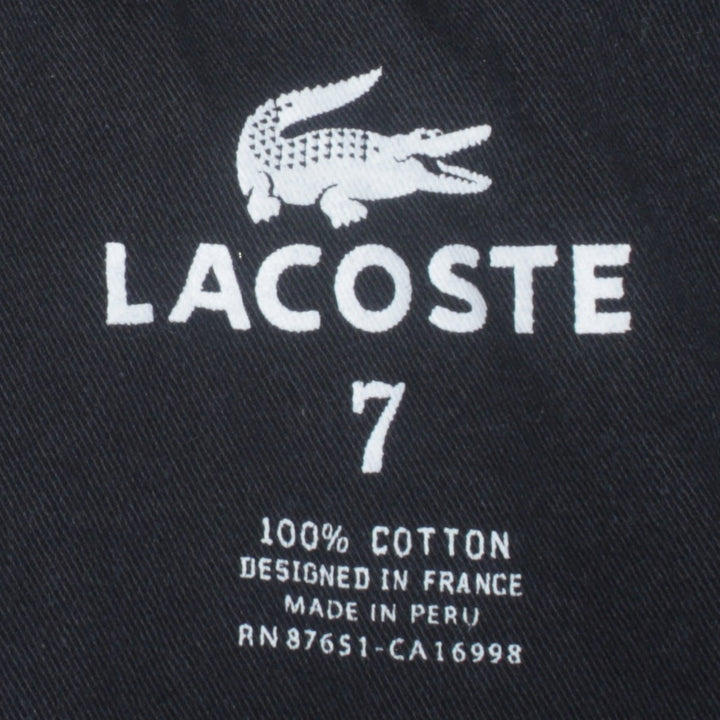 LACOSTE
7
100% COTTON
DESIGNED IN FRANCE
MADE IN PERU
RN 87651-CA16998